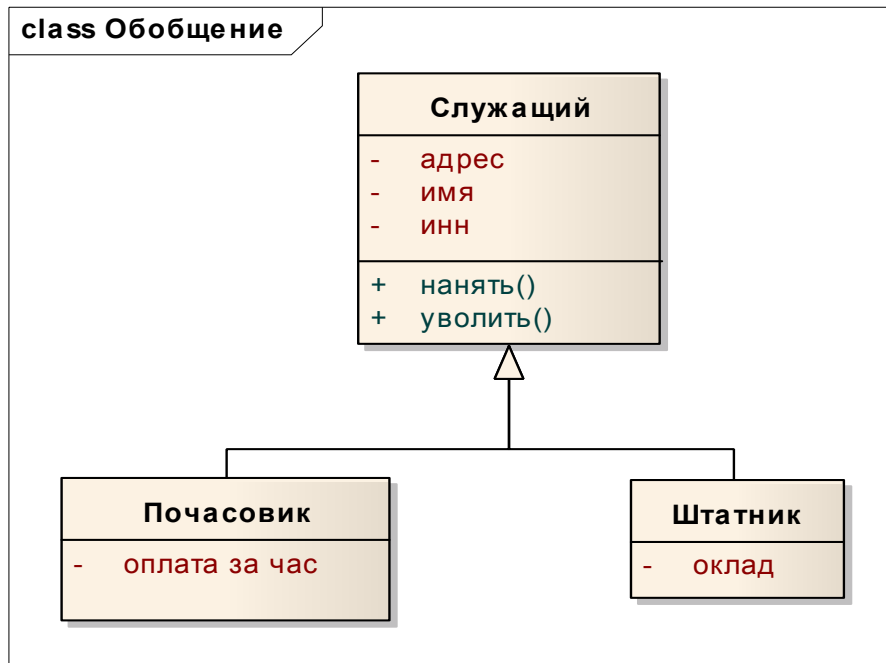 class Обобщение
Служащий
- адрес
- имя
- инн
+ нанять()
+ уволить()
Почасовик
- оплата за час
Штатник
- оклад